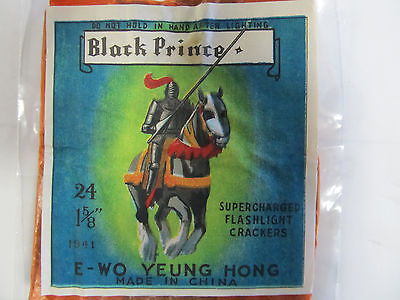 DO NOT HOLD IN HAND AFTER LIGHTING
Black Prince
24
1 5/8"
1941
SUPERCHARGED
FLASHLIGHT
CRACKERS
E-WO YEUNG HONG
MADE IN CHINA